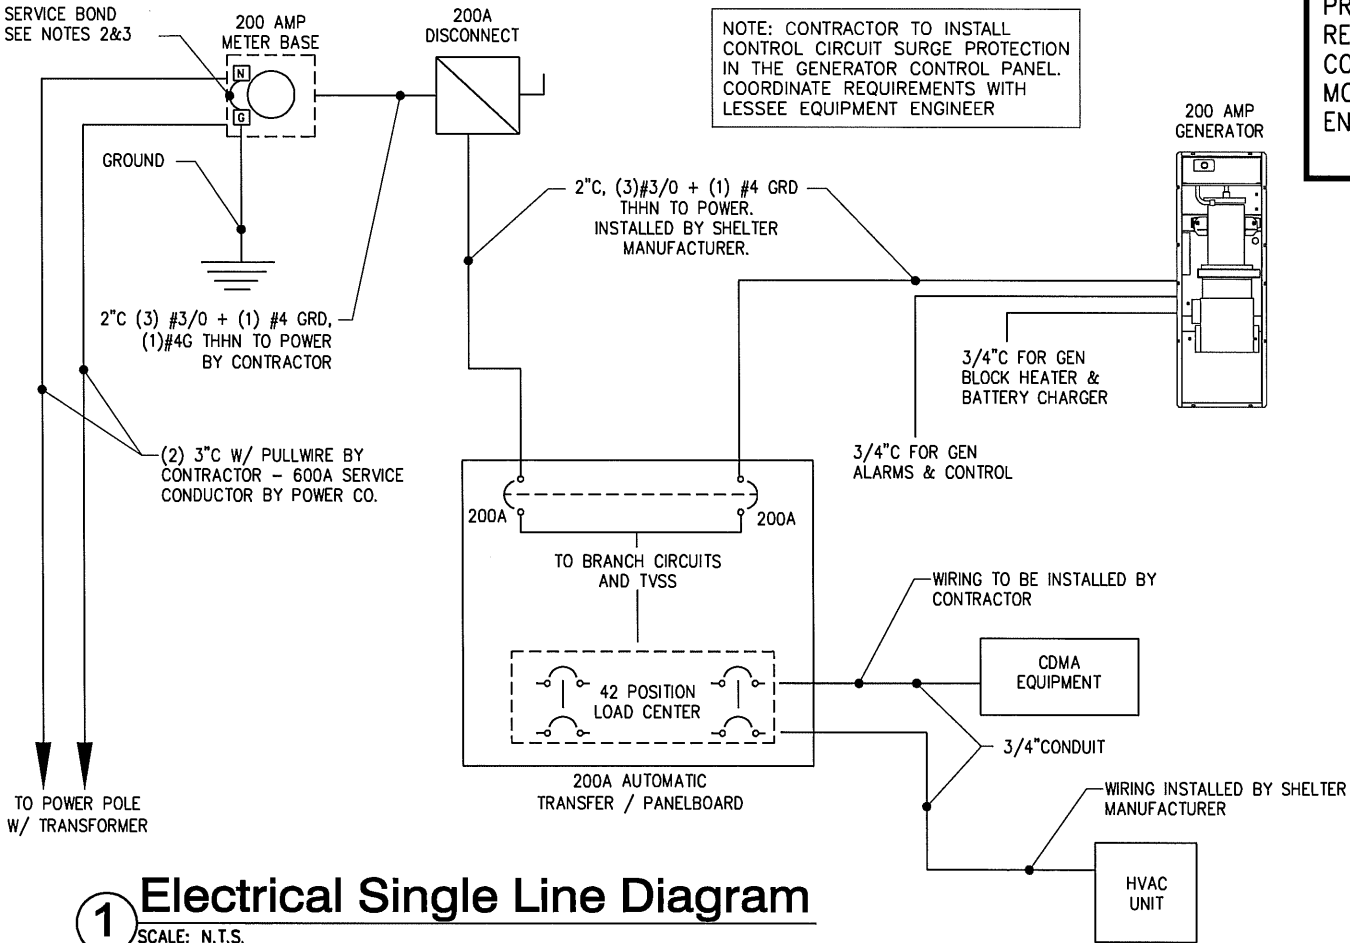 SERVICE BOND
SEE NOTES 2&3
200 AMP
METER BASE
N
G
200A
DISCONNECT
NOTE: CONTRACTOR TO INSTALL
CONTROL CIRCUIT SURGE PROTECTION
IN THE GENERATOR CONTROL PANEL.
COORDINATE REQUIREMENTS WITH
LESSEE EQUIPMENT ENGINEER
PR
RE
CO
MO
EN
200 AMP
GENERATOR
GROUND
2"C, (3)#3/0 + (1) #4 GRD
THHN TO POWER.
INSTALLED BY SHELTER
MANUFACTURER.
2"C (3) #3/0 + (1) #4 GRD,
(1)#4G THHN TO POWER
BY CONTRACTOR
3/4"C FOR GEN
BLOCK HEATER &
BATTERY CHARGER
3/4"C FOR GEN
ALARMS & CONTROL
(2) 3"C W/ PULLWIRE BY
CONTRACTOR - 600A SERVICE
CONDUCTOR BY POWER CO.
200A
200A
TO BRANCH CIRCUITS
AND TVSS
42 POSITION
LOAD CENTER
200A AUTOMATIC
TRANSFER / PANELBOARD
WIRING TO BE INSTALLED BY
CONTRACTOR
CDMA
EQUIPMENT
3/4"CONDUIT
WIRING INSTALLED BY SHELTER
MANUFACTURER
HVAC
UNIT
TO POWER POLE
W/ TRANSFORMER
1
Electrical Single Line Diagram
SCALE: N.T.S.